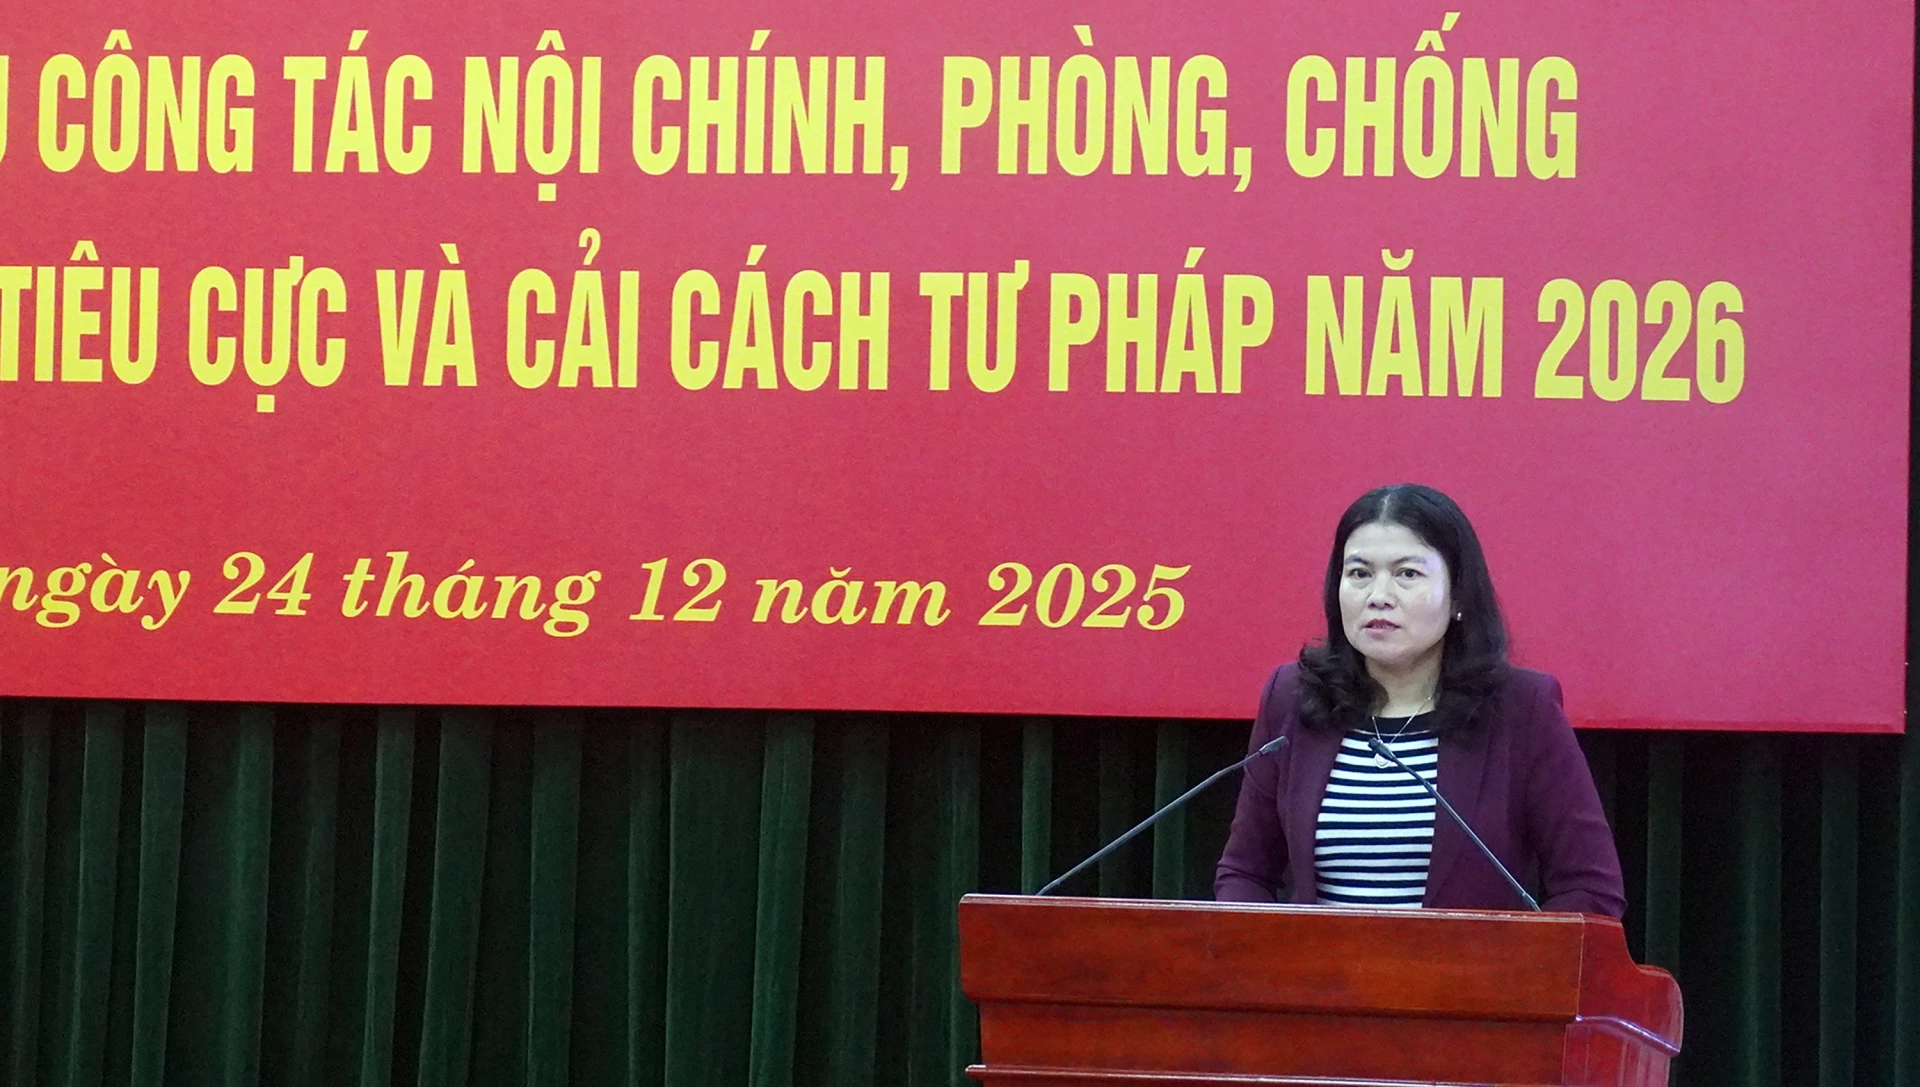 CÔNG TÁC NỘI CHÍNH, PHÒNG, CHỐNG
TIÊU CỰC VÀ CẢI CÁCH TƯ PHÁP NĂM 2026
ngày 24 tháng 12 năm 2025